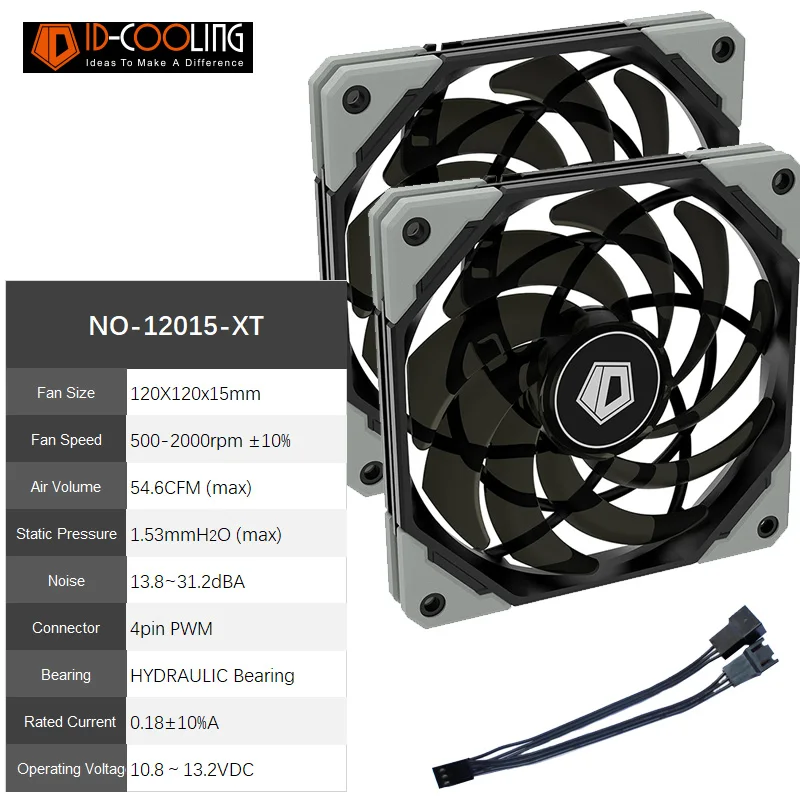 ID-COOLING
Ideas To Make A Difference
NO-12015-XT
Fan Size 120X120x15mm
Fan Speed 500-2000rpm ±10%
Air Volume 54.6CFM (max)
Static Pressure 1.53mmH2O (max)
Noise 13.8~31.2dBA
Connector 4pin PWM
Bearing HYDRAULIC Bearing
Rated Current 0.18±10%A
Operating Voltag 10.8 ~ 13.2VDC